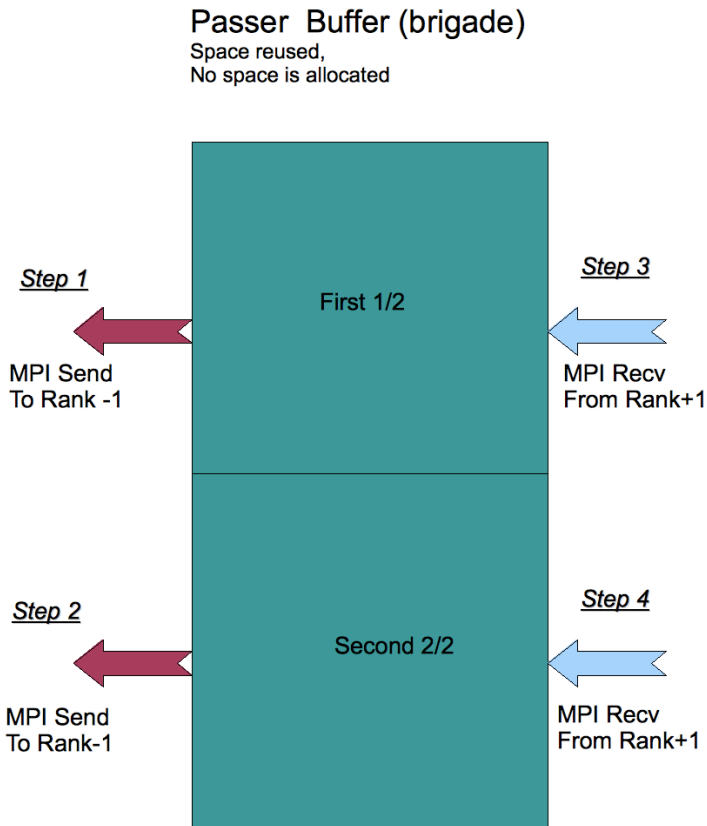 Passer Buffer (brigade)
Space reused,
No space is allocated
Step 1
MPI Send
To Rank -1
First 1/2
Step 3
MPI Recv
From Rank+1
Step 2
MPI Send
To Rank-1
Second 2/2
Step 4
MPI Recv
From Rank+1